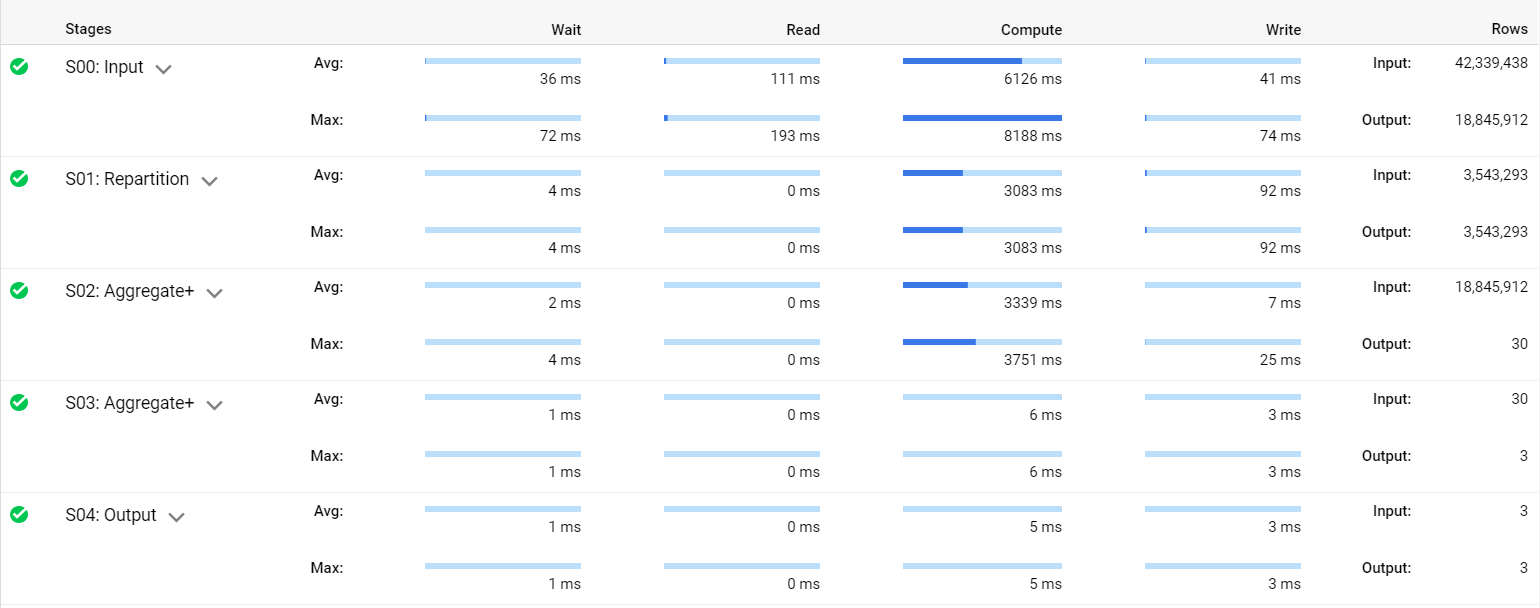 Stages Wait Read Compute Write Rows
S00: Input Avg: 36 ms 111 ms 6126 ms 41 ms Input: 42,339,438
Max: 72 ms 193 ms 8188 ms 74 ms Output: 18,845,912
S01: Repartition Avg: 4 ms 0 ms 3083 ms 92 ms Input: 3,543,293
Max: 4 ms 0 ms 3083 ms 92 ms Output: 3,543,293
S02: Aggregate+ Avg: 2 ms 0 ms 3339 ms 7 ms Input: 18,845,912
Max: 4 ms 0 ms 3751 ms 25 ms Output: 30
S03: Aggregate+ Avg: 1 ms 0 ms 6 ms 3 ms Input: 30
Max: 1 ms 0 ms 6 ms 3 ms Output: 3
S04: Output Avg: 1 ms 0 ms 5 ms 3 ms Input: 3
Max: 1 ms 0 ms 5 ms 3 ms Output: 3